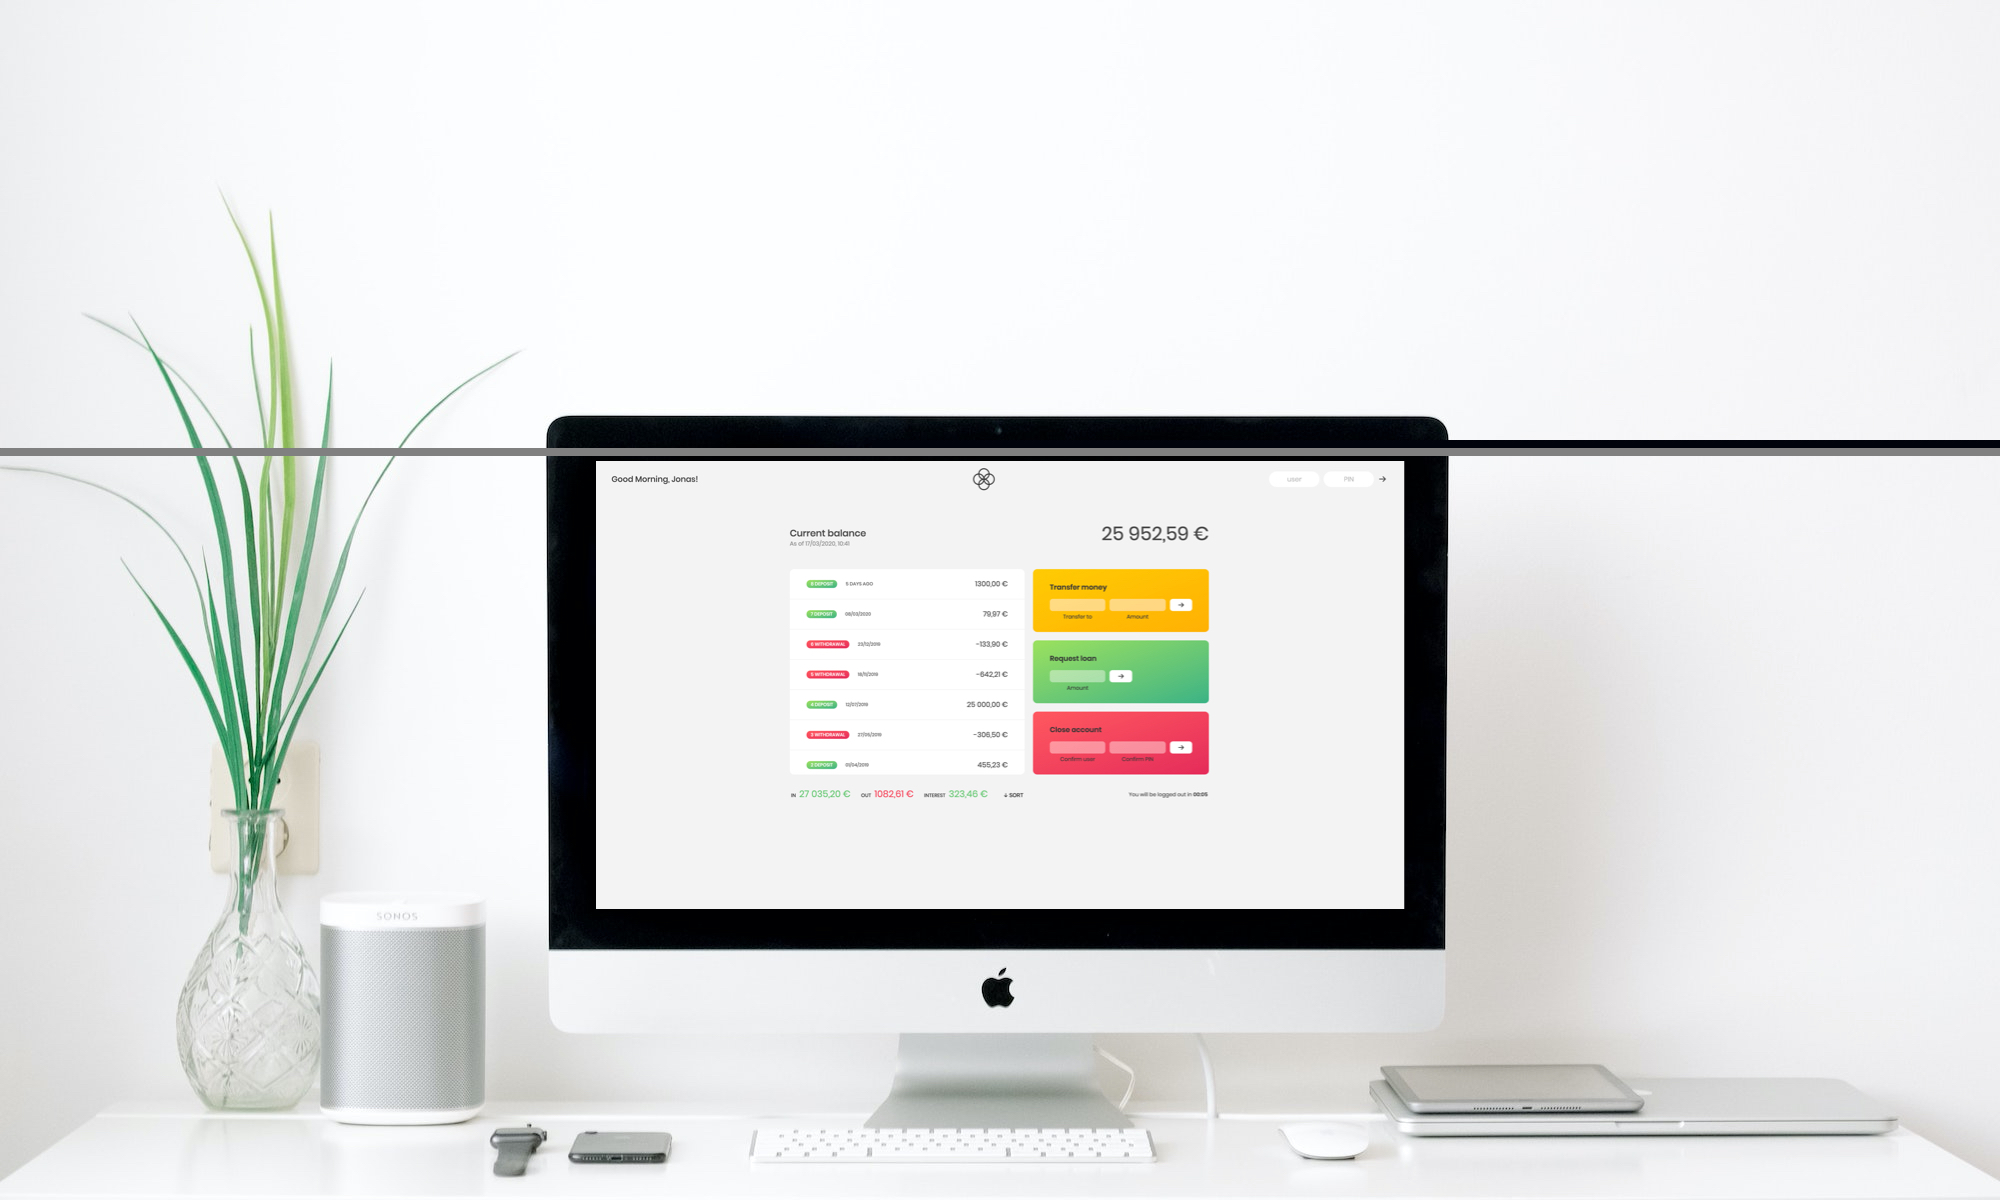 Good Morning, Jonas!
user PIN →
Current balance
As of 17/03/2020, 10:41
25 952,59 €
8 DEPOSIT 5 DAYS AGO 1300,00 €
7 DEPOSIT 08/03/2020 79,97 €
6 WITHDRAWAL 23/12/2019 -133,90 €
5 WITHDRAWAL 18/11/2019 -642,21 €
4 DEPOSIT 12/07/2019 25 000,00 €
3 WITHDRAWAL 27/05/2019 -306,50 €
2 DEPOSIT 01/04/2019 455,23 €
IN 27 035,20 € OUT 1082,61 € INTEREST 323,46 € ↓ SORT
Transfer money
→
Transfer to Amount
Request loan
→
Amount
Close account
→
Confirm user Confirm PIN
You will be logged out in 00:05
SONOS